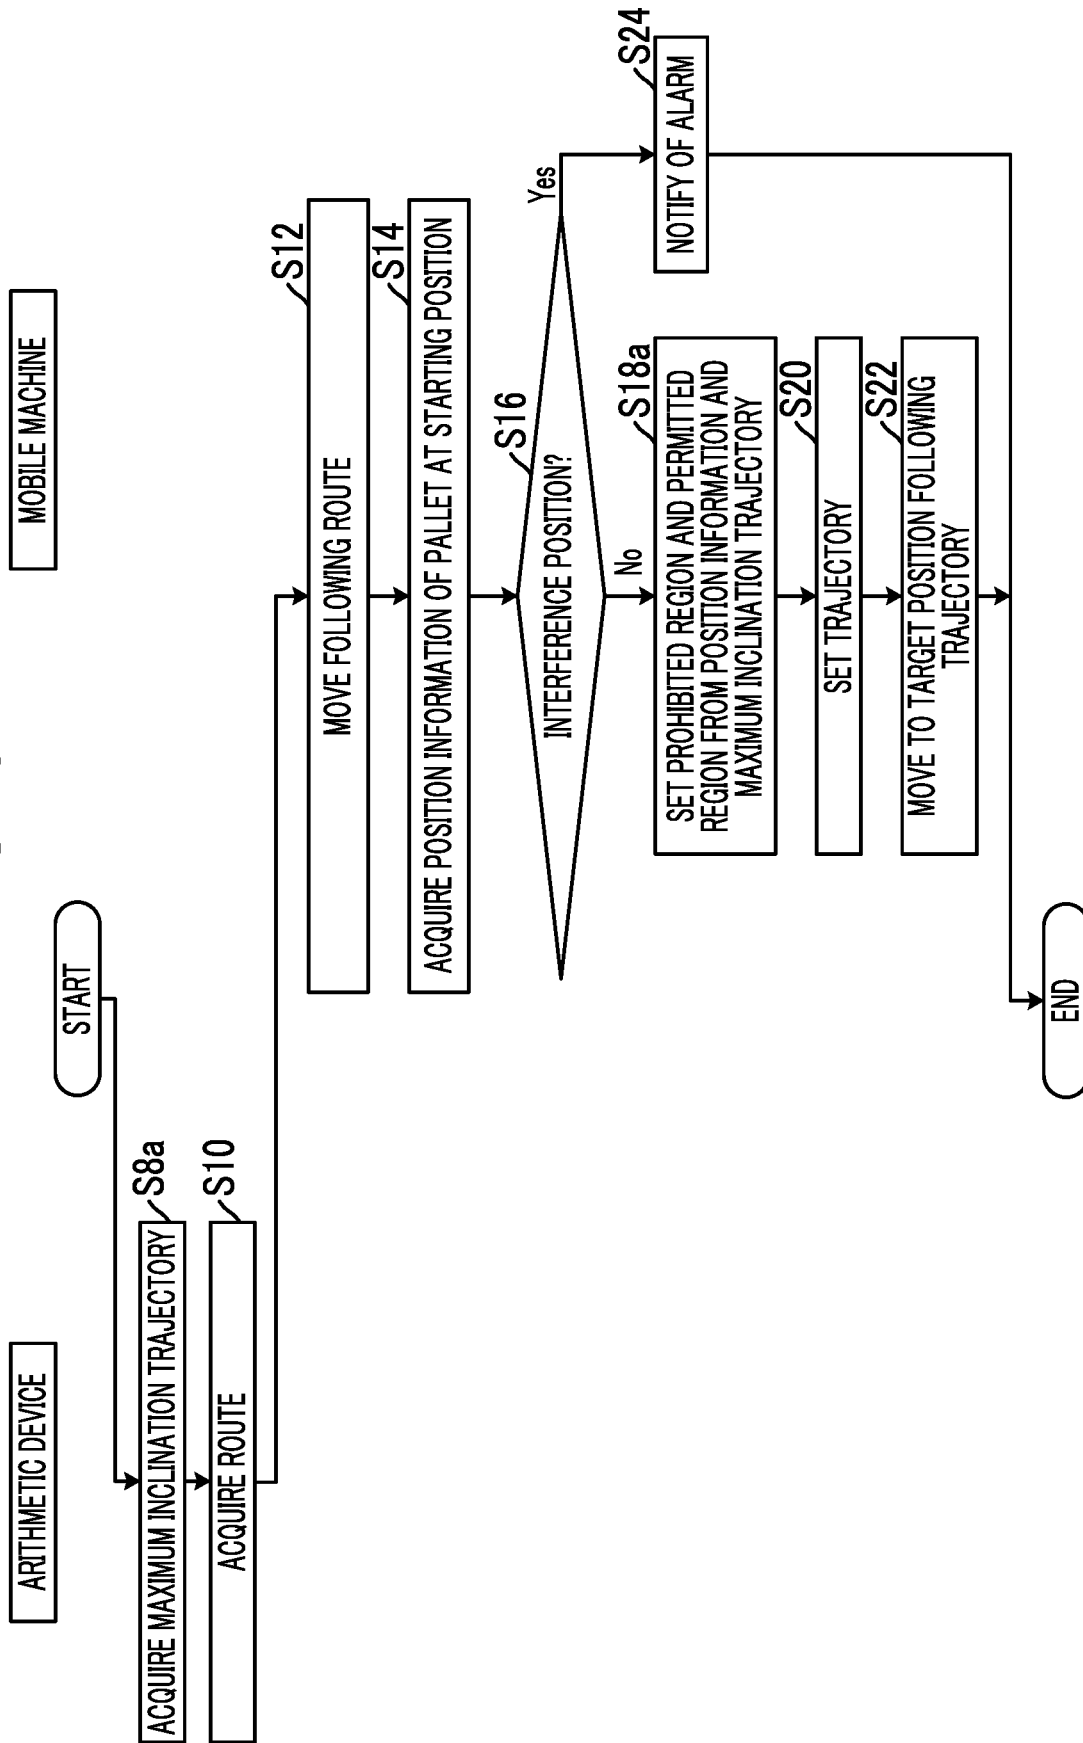 ARITHMETIC DEVICE
MOBILE MACHINE
START
S8a
ACQUIRE MAXIMUM INCLINATION TRAJECTORY
S10
ACQUIRE ROUTE
S12
MOVE FOLLOWING ROUTE
S14
ACQUIRE POSITION INFORMATION OF PALLET AT STARTING POSITION
S16
INTERFERENCE POSITION?
Yes
No
S18a
SET PROHIBITED REGION AND PERMITTED
REGION FROM POSITION INFORMATION AND
MAXIMUM INCLINATION TRAJECTORY
S24
NOTIFY OF ALARM
S20
SET TRAJECTORY
S22
MOVE TO TARGET POSITION FOLLOWING
TRAJECTORY
END